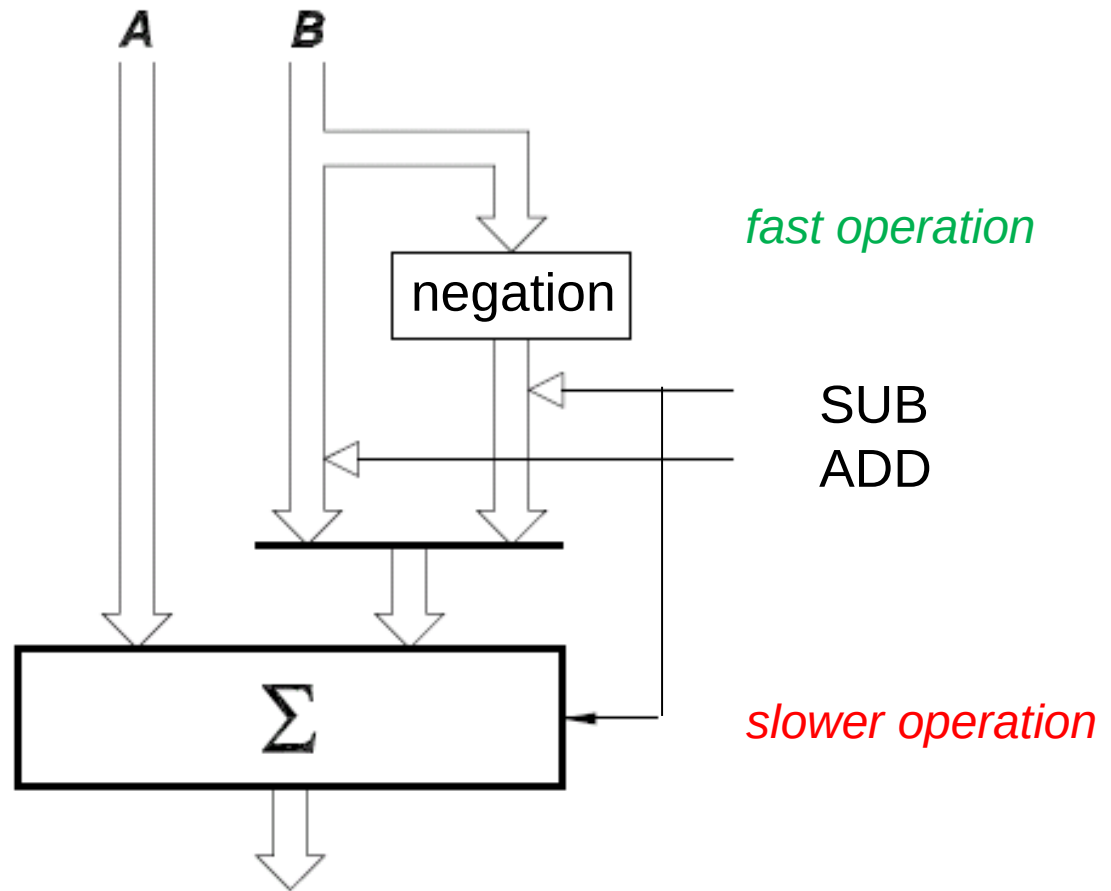 A B
fast operation
negation
SUB
ADD
Σ
slower operation